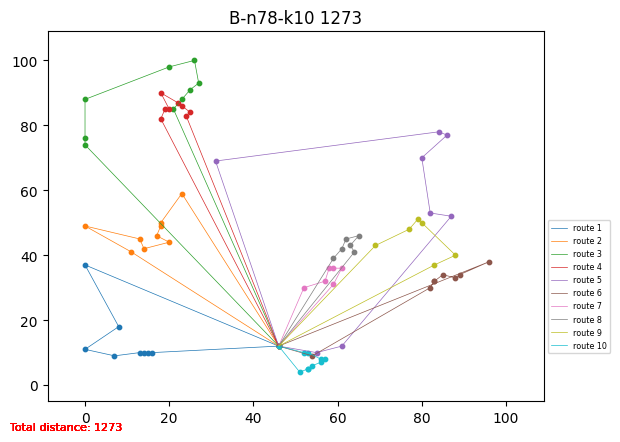 B-n78-k10 1273
100
80
60
40
20
0
0
20
40
60
80
100
route 1
route 2
route 3
route 4
route 5
route 6
route 7
route 8
route 9
route 10
Total distance: 1273